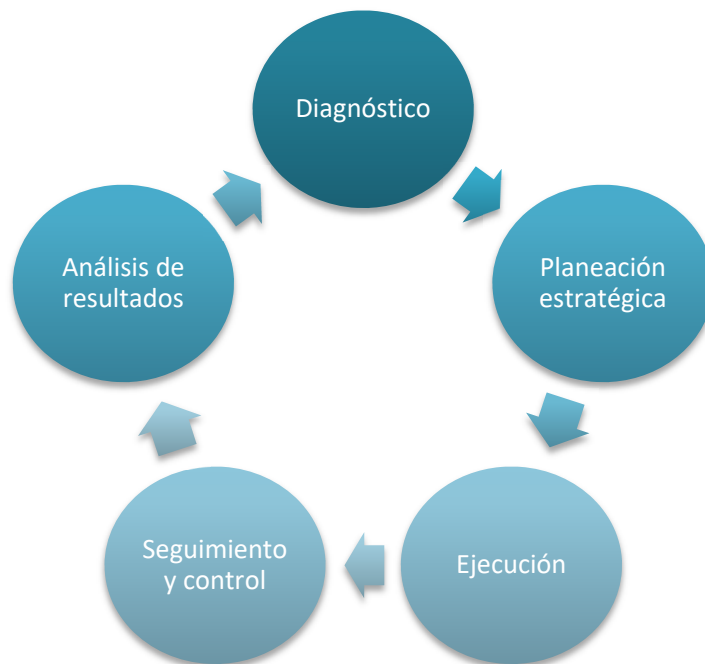 Diagnóstico
Planeación
estratégica
Ejecución
Seguimiento
y control
Análisis de
resultados